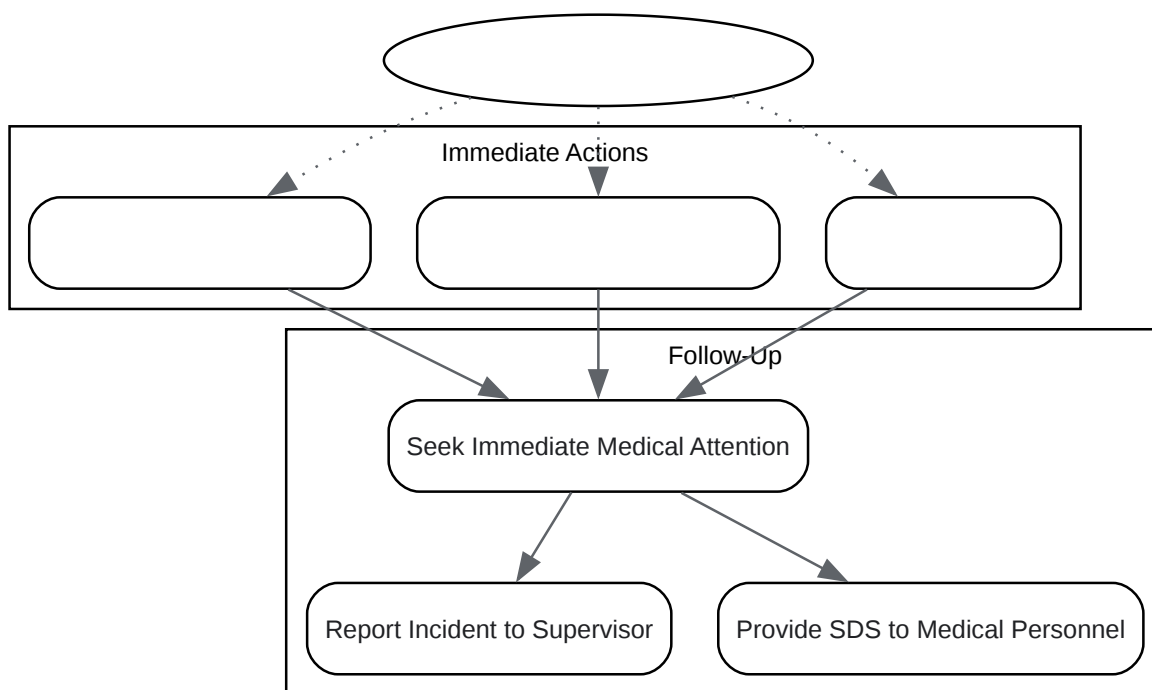 Immediate Actions
Follow-Up
Seek Immediate Medical Attention
Report Incident to Supervisor
Provide SDS to Medical Personnel